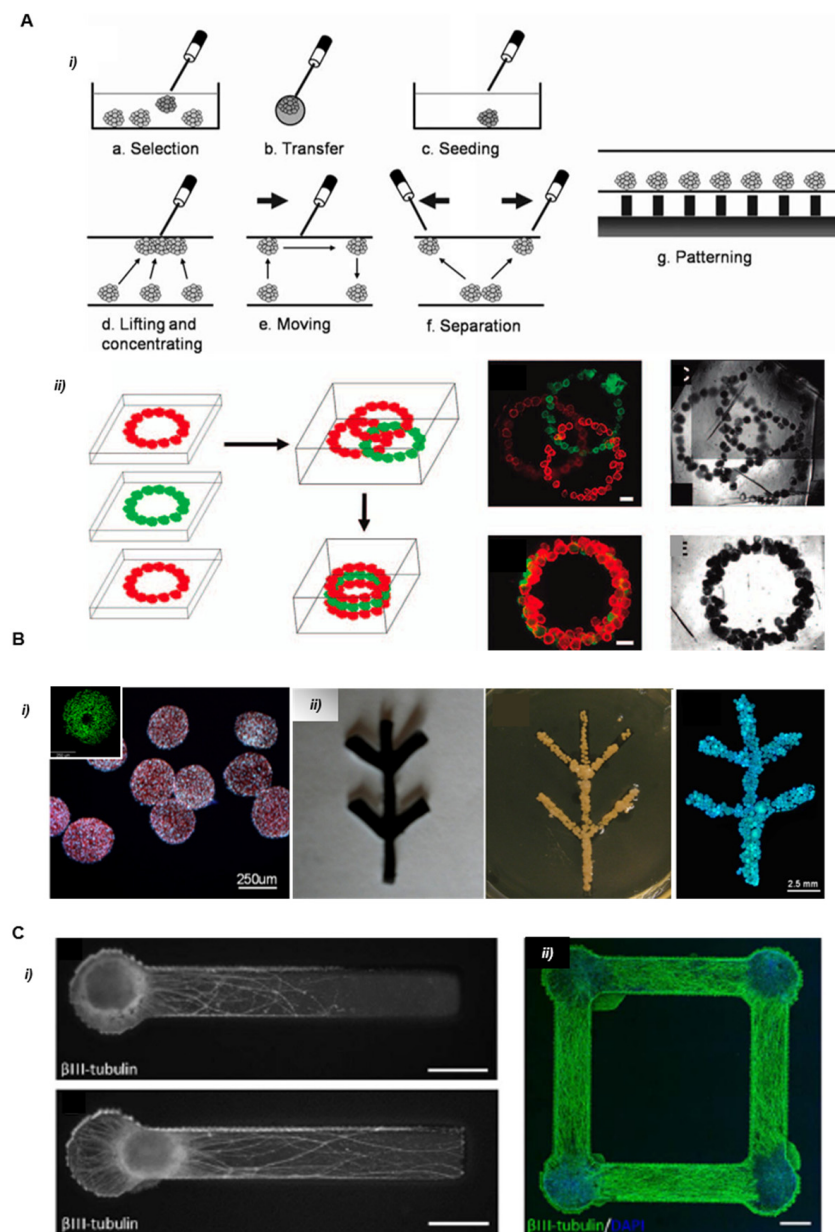 A
i)
a. Selection
b. Transfer
c. Seeding
d. Lifting and
concentrating
e. Moving
f. Separation
g. Patterning
ii)
B
i)
250um
ii)
2.5 mm
C
i)
βIII-tubulin
βIII-tubulin
ii)
βIII-tubulin/DAPI